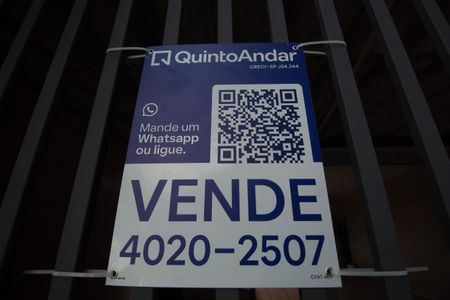 QuintoAndar
CRECI-SP J24.344
Mande um
Whatsapp
ou ligue.
VENDE
4020-2507